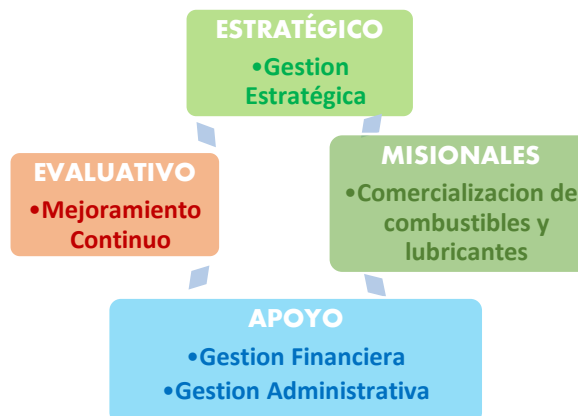 ESTRATÉGICO
•Gestion
Estratégica
EVALUATIVO
•Mejoramiento
Continuo
MISIONALES
•Comercializacion de
combustibles y
lubricantes
APOYO
•Gestion Financiera
•Gestion Administrativa